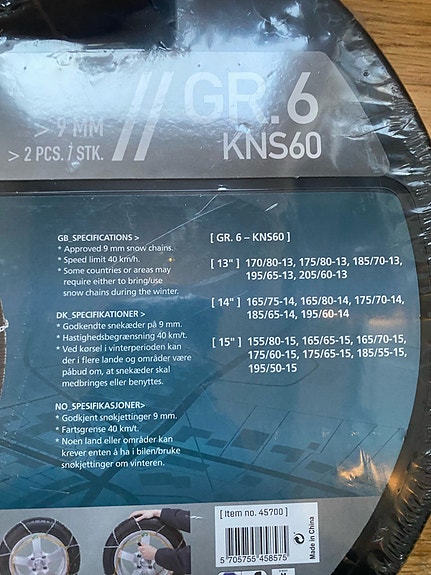 GR.6
> 9 MM
> 2 PCS. / STK.
KNS60
GB_SPECIFICATIONS >
* Approved 9 mm snow chains.
* Speed limit 40 km/h.
* Some countries or areas may
require either to bring/use
snow chains during the winter.
DK_SPECIFIKATIONER >
* Godkendte snekæder på 9 mm.
* Hastighedsbegrænsning 40 km/t.
* Ved kørsel i vinterperioden kan
der i flere lande og områder være
påbud om, at snekæder skal
medbringes eller benyttes.
NO_SPESIFIKASJONER>
* Godkjent snøkjettinger 9 mm.
* Fartsgrense 40 km/t.
* Noen land eller områder kan
krever enten å ha i bilen/bruke
snøkjettinger om vinteren.
[ GR. 6 – KNS60 ]
[ 13" ] 170/80-13, 175/80-13, 185/70-13,
195/65-13, 205/60-13
[ 14" ] 165/75-14, 165/80-14, 175/70-14,
185/65-14, 195/60-14
[ 15" ] 155/80-15, 165/65-15, 165/70-15,
175/60-15, 175/65-15, 185/55-15,
195/50-15
[ Item no. 45700 ]
5 705755 458575
Made in China